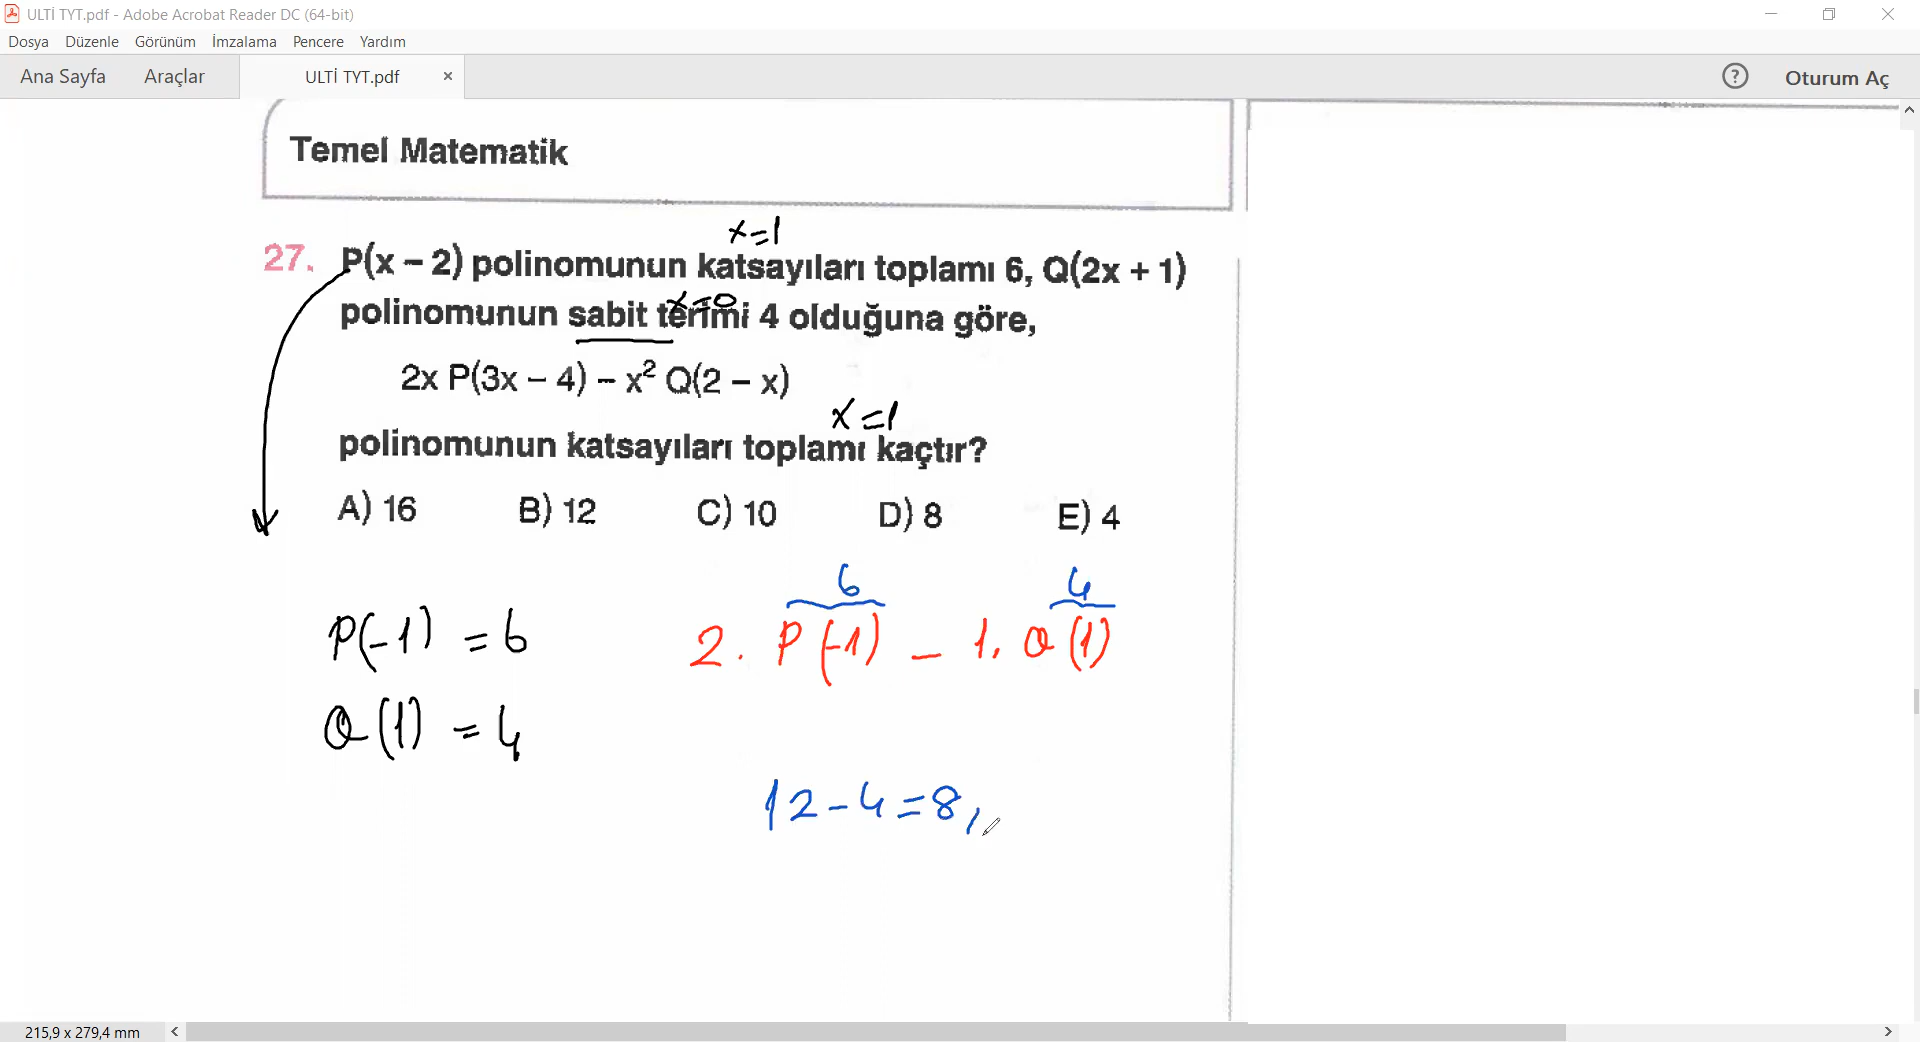 ULTİ TYT.pdf - Adobe Acrobat Reader DC (64-bit)
Dosya Düzenle Görünüm İmzalama Pencere Yardım
Ana Sayfa Araçlar ULTİ TYT.pdf × ? Oturum Aç
Temel Matematik
x=1
27. P(x – 2) polinomunun katsayıları toplamı 6, Q(2x + 1)
x=0
polinomunun sabit terimi 4 olduğuna göre,
2x P(3x – 4) – x² Q(2 – x)
x=1
polinomunun katsayıları toplamı kaçtır?
A) 16 B) 12 C) 10 D) 8 E) 4
6 4
P(-1) = 6 2. P(-1) – 1. Q(1)
Q(1) = 4
12-4=8,
215,9 x 279,4 mm